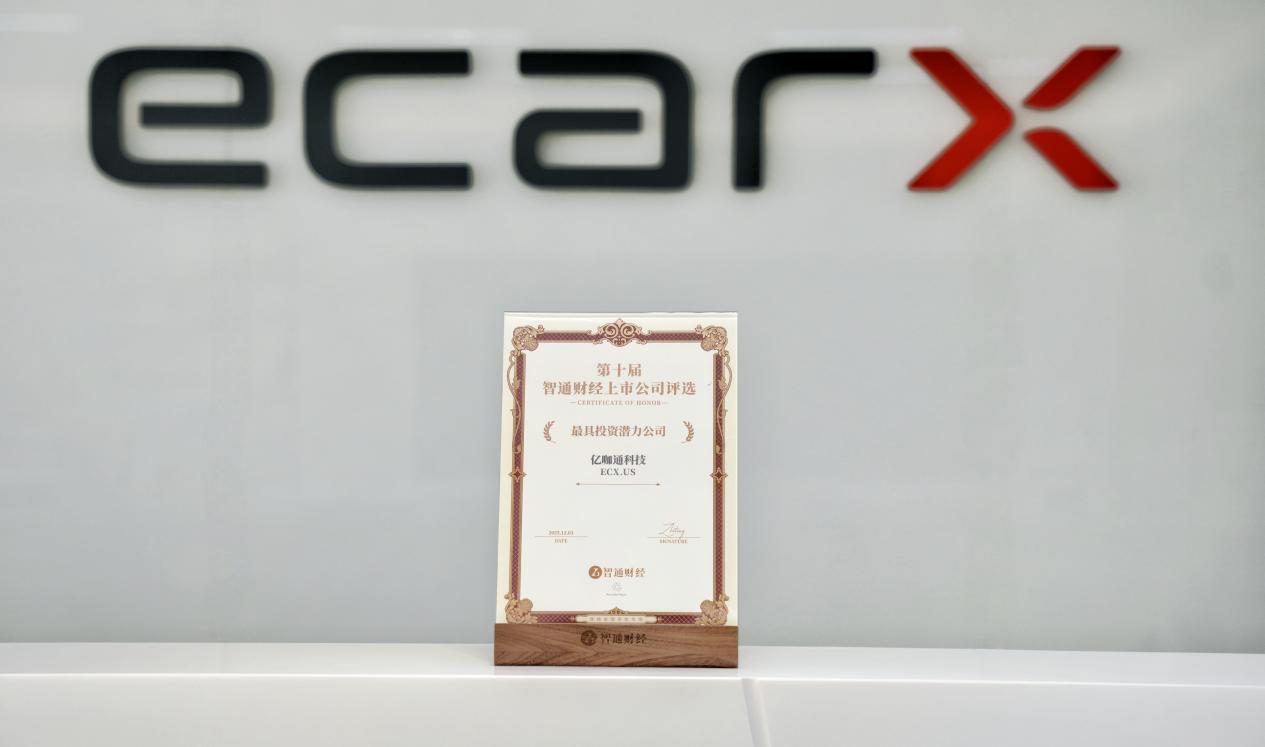 ecarx
第十届
智通财经上市公司评选
—CERTIFICATE OF HONOR—
最具投资潜力公司
亿咖通科技
ECX.US
DATE
SIGNATURE
智通财经
智通财经